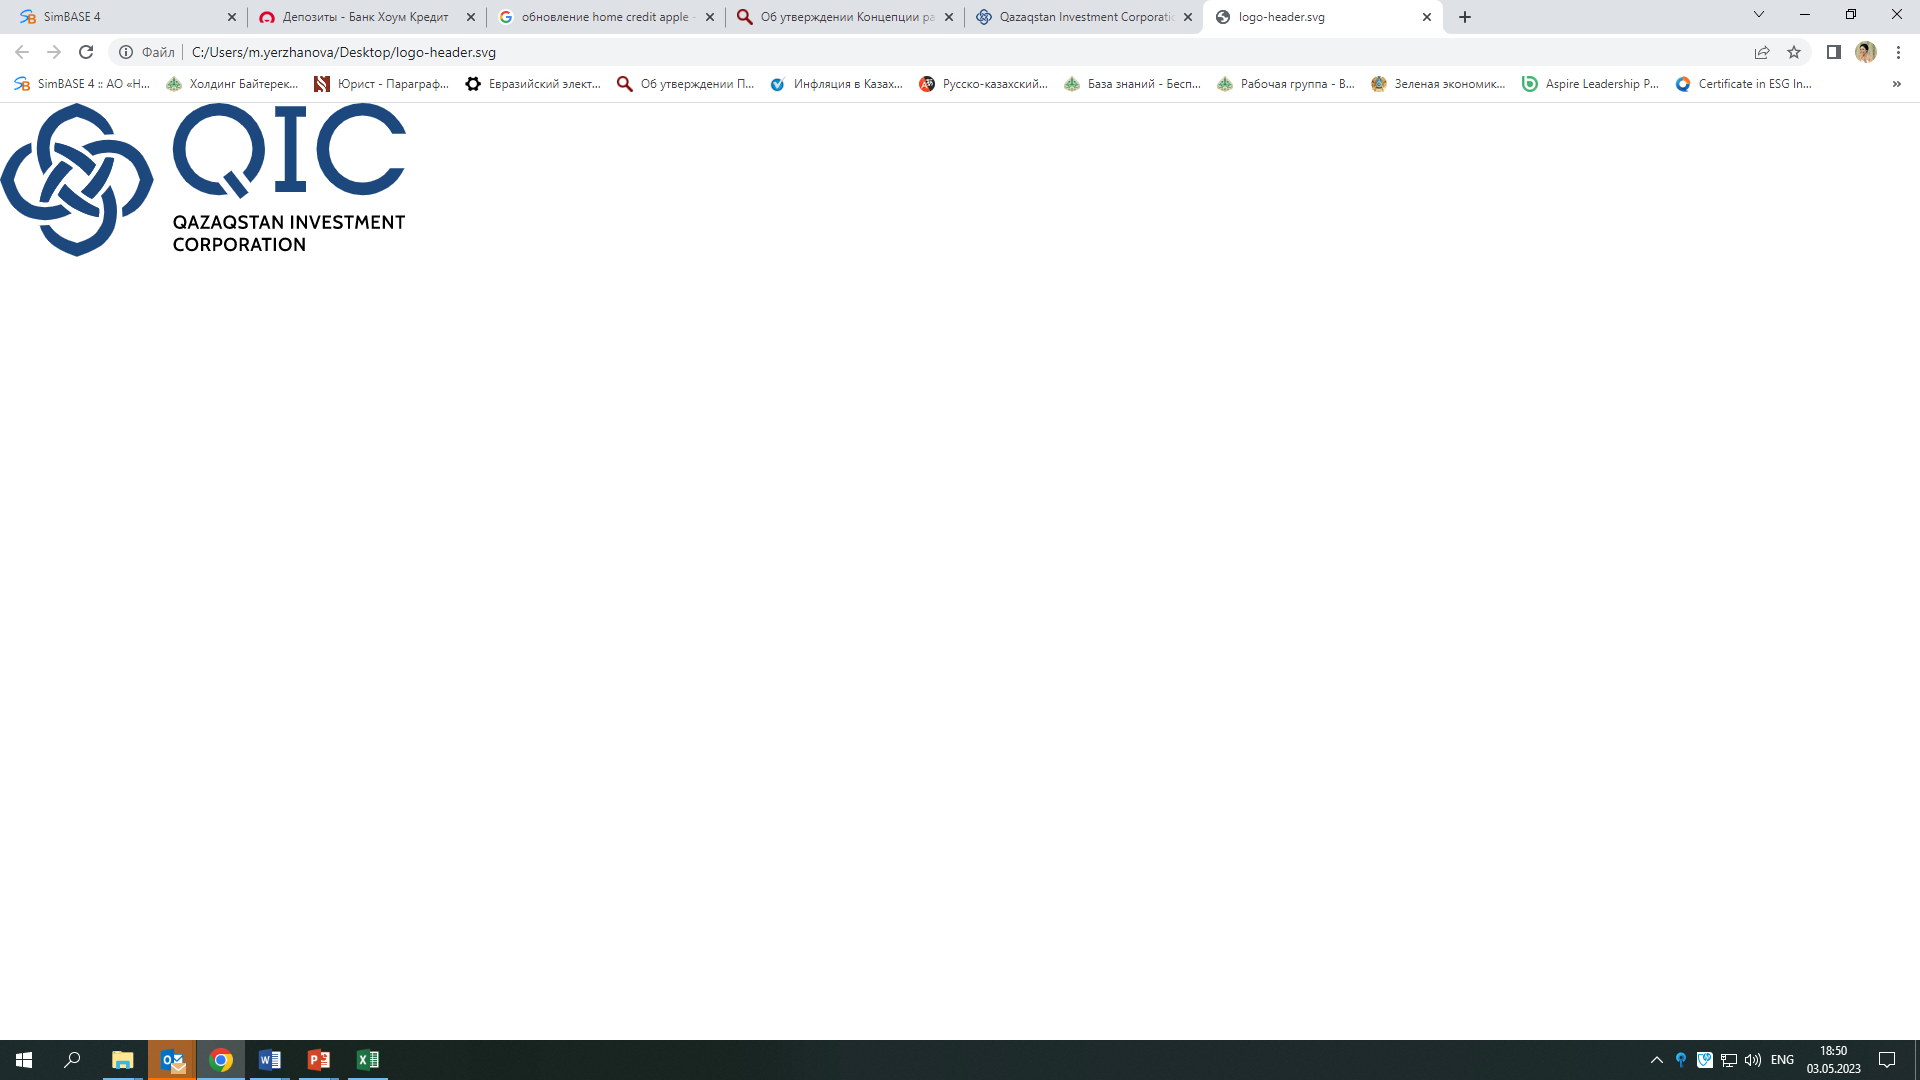 SimBASE 4
Депозиты - Банк Хоум Кредит
обновление home credit apple -
Об утверждении Концепции ра
Qazaqstan Investment Corporatio
logo-header.svg
Файл
C:/Users/m.yerzhanova/Desktop/logo-header.svg
SimBASE 4 :: АО «Н...
Холдинг Байтерек...
Юрист - Параграф...
Евразийский элект...
Об утверждении П...
Инфляция в Казах...
Русско-казахский...
База знаний - Бесп...
Рабочая группа - В...
Зеленая экономик...
Aspire Leadership P...
Certificate in ESG In...
»
QIC
QAZAQSTAN INVESTMENT
CORPORATION
ENG
18:50
03.05.2023